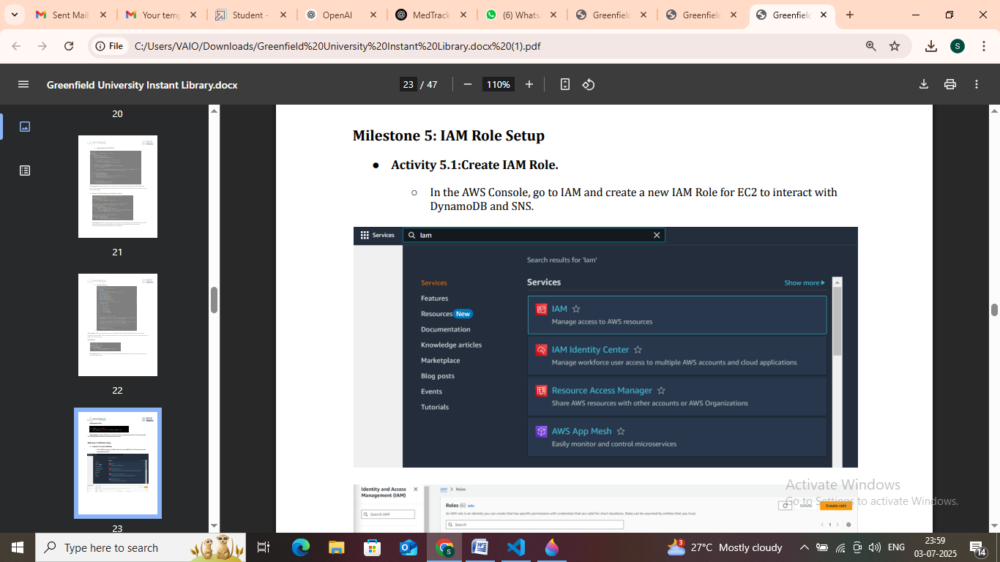 Sent Mail
Your temp
Student -
OpenAI
MedTrack
(6) Whats
Greenfield
Greenfield
Greenfield
File
C:/Users/VAIO/Downloads/Greenfield%20University%20Instant%20Library.docx%20(1).pdf
S
Greenfield University Instant Library.docx
23 / 47
110%
20
21
22
23
Milestone 5: IAM Role Setup
● Activity 5.1:Create IAM Role.
○ In the AWS Console, go to IAM and create a new IAM Role for EC2 to interact with
DynamoDB and SNS.
Services
Iam
Search results for 'Iam'
Services
Features
Resources New
Documentation
Knowledge articles
Marketplace
Blog posts
Events
Tutorials
Services
Show more
IAM
Manage access to AWS resources
IAM Identity Center
Manage workforce user access to multiple AWS accounts and cloud applications
Resource Access Manager
Share AWS resources with other accounts or AWS Organizations
AWS App Mesh
Easily monitor and control microservices
Identity and Access
Management (IAM)
Search IAM
IAM > Roles
Roles (6) Info
Delete
Create role
An IAM role is an identity you can create that has specific permissions with credentials that are valid for short durations. Roles can be assumed by entities that you trust.
Search
1
Activate Windows
Go to Settings to activate Windows.
Type here to search
3
27°C Mostly cloudy
ENG
23:59
03-07-2025
14